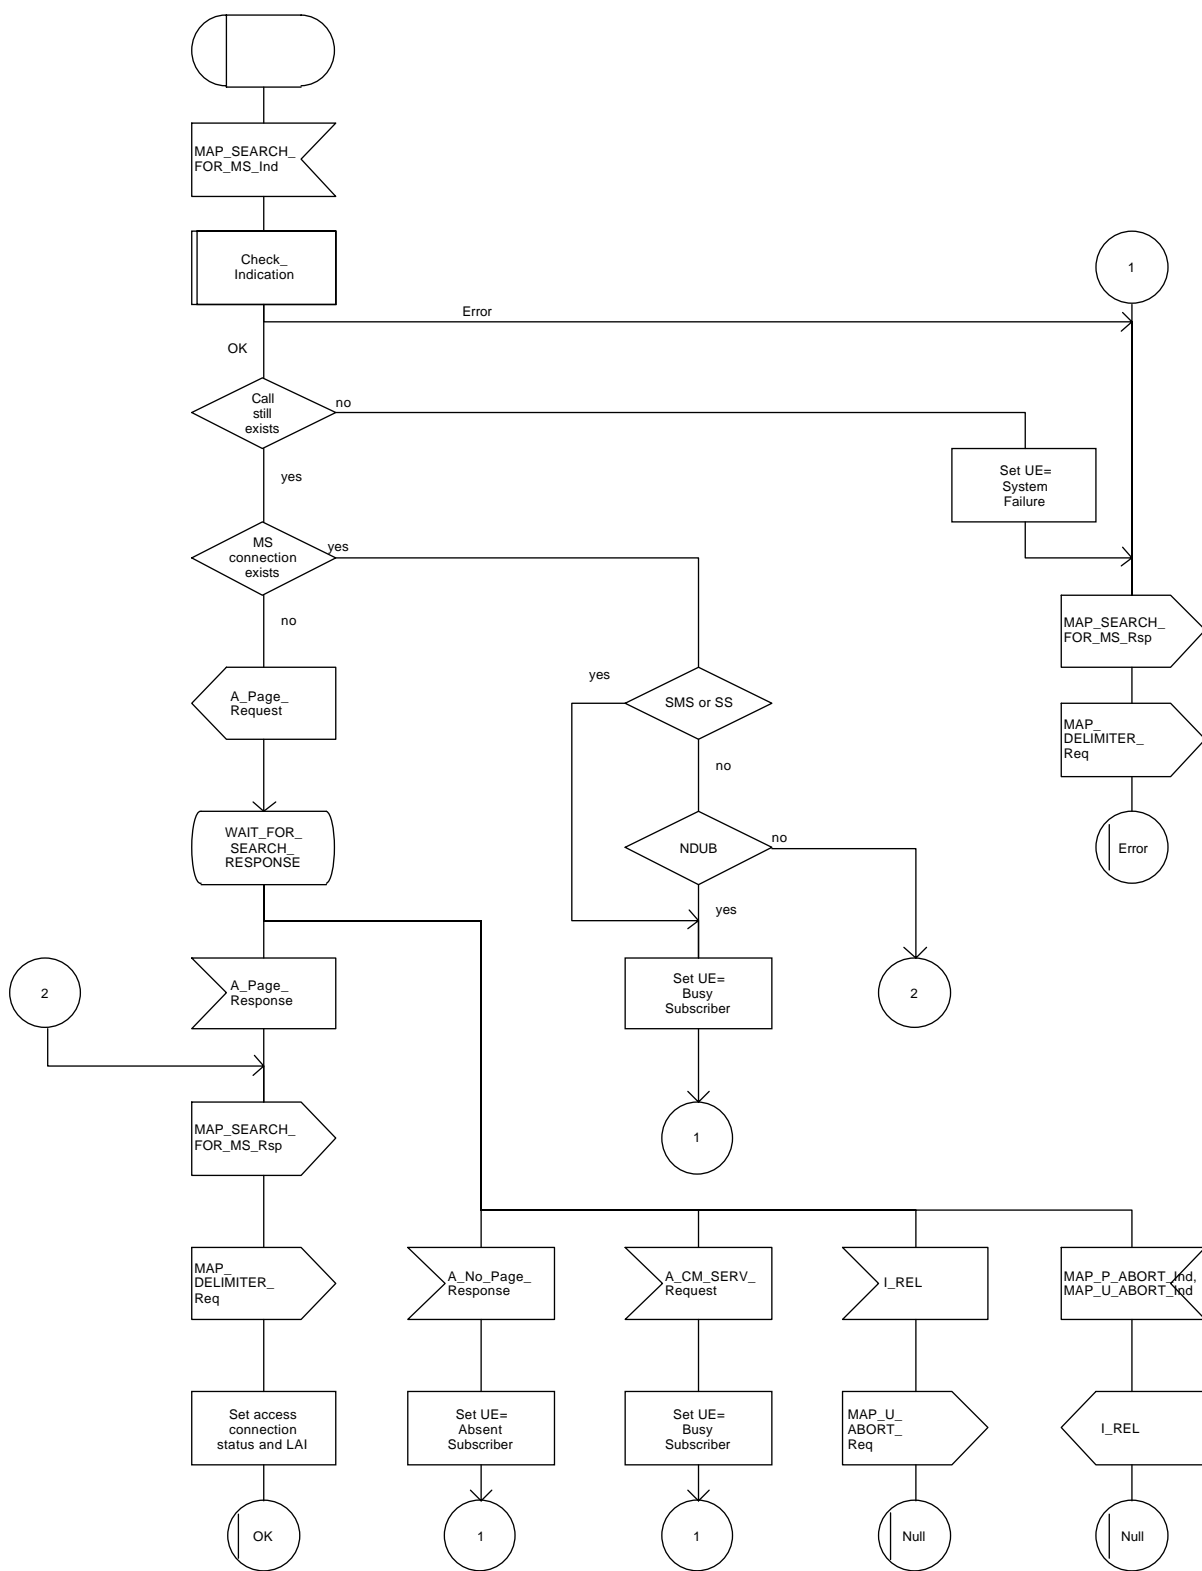 MAP_SEARCH_
FOR_MS_Ind
Check_
Indication
1
Error
OK
Call
still
exists
no
yes
Set UE=
System
Failure
MS
connection
exists
yes
no
MAP_SEARCH_
FOR_MS_Rsp
A_Page_
Request
yes
SMS or SS
no
MAP_
DELIMITER_
Req
WAIT_FOR_
SEARCH_
RESPONSE
NDUB
no
yes
Error
2
A_Page_
Response
Set UE=
Busy
Subscriber
2
MAP_SEARCH_
FOR_MS_Rsp
1
MAP_
DELIMITER_
Req
A_No_Page_
Response
A_CM_SERV_
Request
I_REL
MAP_P_ABORT_Ind,
MAP_U_ABORT_Ind
Set access
connection
status and LAI
Set UE=
Absent
Subscriber
Set UE=
Busy
Subscriber
MAP_U_
ABORT_
Req
I_REL
OK
1
1
Null
Null